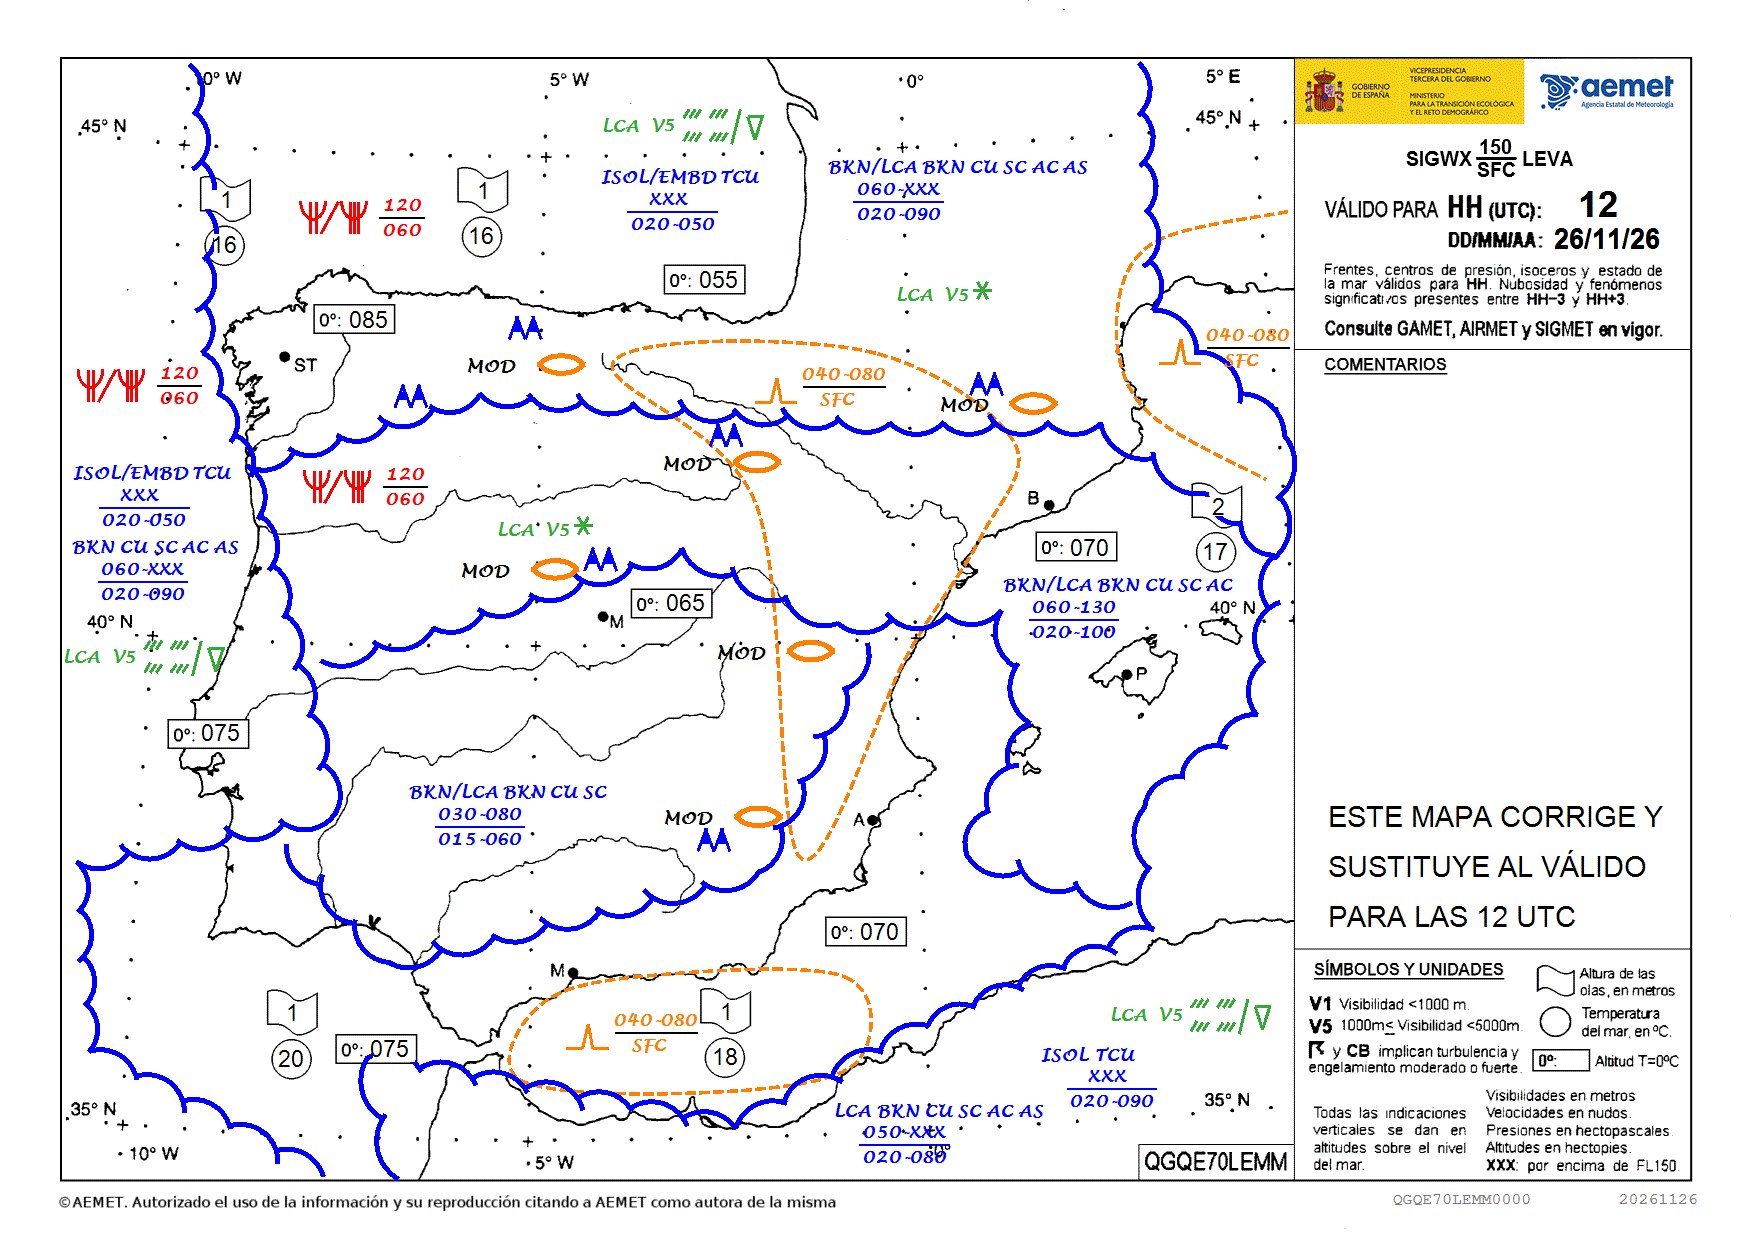 0° W
5° W
0°
5° E
45° N
45° N
GOBIERNO
DE ESPAÑA
VICEPRESIDENCIA
TERCERA DEL GOBIERNO
MINISTERIO
PARA LA TRANSICIÓN ECOLÓGICA
Y EL RETO DEMOGRÁFICO
aemet
Agencia Estatal de Meteorología
SIGWX 150 LEVA
SFC
VÁLIDO PARA HH (UTC): 12
DD/MM/AA: 26/11/26
Frentes, centros de presión, isoceros y estado de
la mar válidos para HH. Nubosidad y fenómenos
significativos presentes entre HH-3 y HH+3.
Consulte GAMET, AIRMET y SIGMET en vigor.
COMENTARIOS
ESTE MAPA CORRIGE Y
SUSTITUYE AL VÁLIDO
PARA LAS 12 UTC
LCA V5
ISOL/EMBD TCU
XXX
020-050
BKN/LCA BKN CU SC AC AS
060-XXX
020-090
1
16
1
16
120
060
0°: 055
LCA V5
0°: 085
ST
MOD
040-080
SFC
040-080
SFC
MOD
120
060
MOD
120
060
ISOL/EMBD TCU
XXX
020-050
BKN CU SC AC AS
060-XXX
020-090
B
2
17
LCA V5
0°: 070
MOD
BKN/LCA BKN CU SC AC
060-130
020-100
0°: 065
M
40° N
40° N
LCA V5
MOD
P
0°: 075
BKN/LCA BKN CU SC
030-080
015-060
MOD
A
0°: 070
M
1
20
0°: 075
040-080
SFC
1
18
LCA V5
ISOL TCU
XXX
020-090
LCA BKN CU SC AC AS
050-XXX
020-080
0°
35° N
35° N
10° W
5° W
QGQE70LEMM
SÍMBOLOS Y UNIDADES
V1 Visibilidad <1000 m.
V5 1000m≤ Visibilidad <5000m.
y CB implican turbulencia y
engelamiento moderado o fuerte.
Altura de las
olas, en metros
Temperatura
del mar, en ºC.
0º: Altitud T=0ºC
Todas las indicaciones
verticales se dan en
altitudes sobre el nivel
del mar.
Visibilidades en metros
Velocidades en nudos.
Presiones en hectopascales
Altitudes en hectopies.
XXX: por encima de FL150.
©AEMET. Autorizado el uso de la información y su reproducción citando a AEMET como autora de la misma
QGQE70LEMM0000 20261126